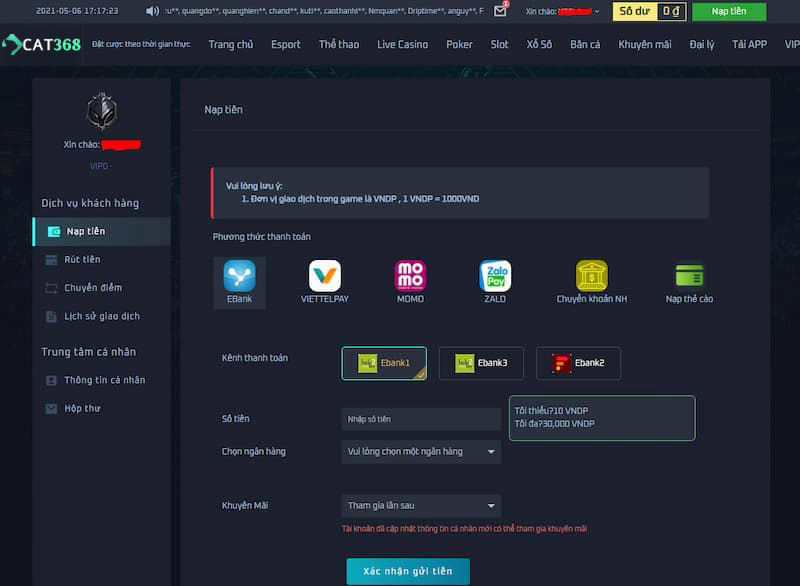 2021-05-06 17:17:23
ru**, quangdo**, quanghien**, chand**, kuti**, caothanhl**, Nmquan**, Driptime**, anguy**, F
Xin chào:
Số dư 0 ₫
Nạp tiền
CAT368
Đặt cược theo thời gian thực
Trang chủ
Esport
Thể thao
Live Casino
Poker
Slot
Xổ Số
Bắn cá
Khuyến mãi
Đại lý
Tải APP
VIP
Xin chào:
VIP0 -
Dịch vụ khách hàng
Nạp tiền
Rút tiền
Chuyển điểm
Lịch sử giao dịch
Trung tâm cá nhân
Thông tin cá nhân
Hộp thư
Nạp tiền
Vui lòng lưu ý:
1. Đơn vị giao dịch trong game là VNDP , 1 VNDP = 1000VND
Phương thức thanh toán
EBank
VIETTELPAY
MOMO
ZALO
Chuyển khoản NH
Nạp thẻ cào
Kênh thanh toán
Ebank1
Ebank3
Ebank2
Số tiền
Nhập số tiền
Tối thiểu?10 VNDP
Tối đa?30,000 VNDP
Chọn ngân hàng
Vui lòng chọn một ngân hàng
Khuyến Mãi
Tham gia lần sau
Tài khoản đã cập nhật thông tin cá nhân mới có thể tham gia khuyến mãi
Xác nhận gửi tiền